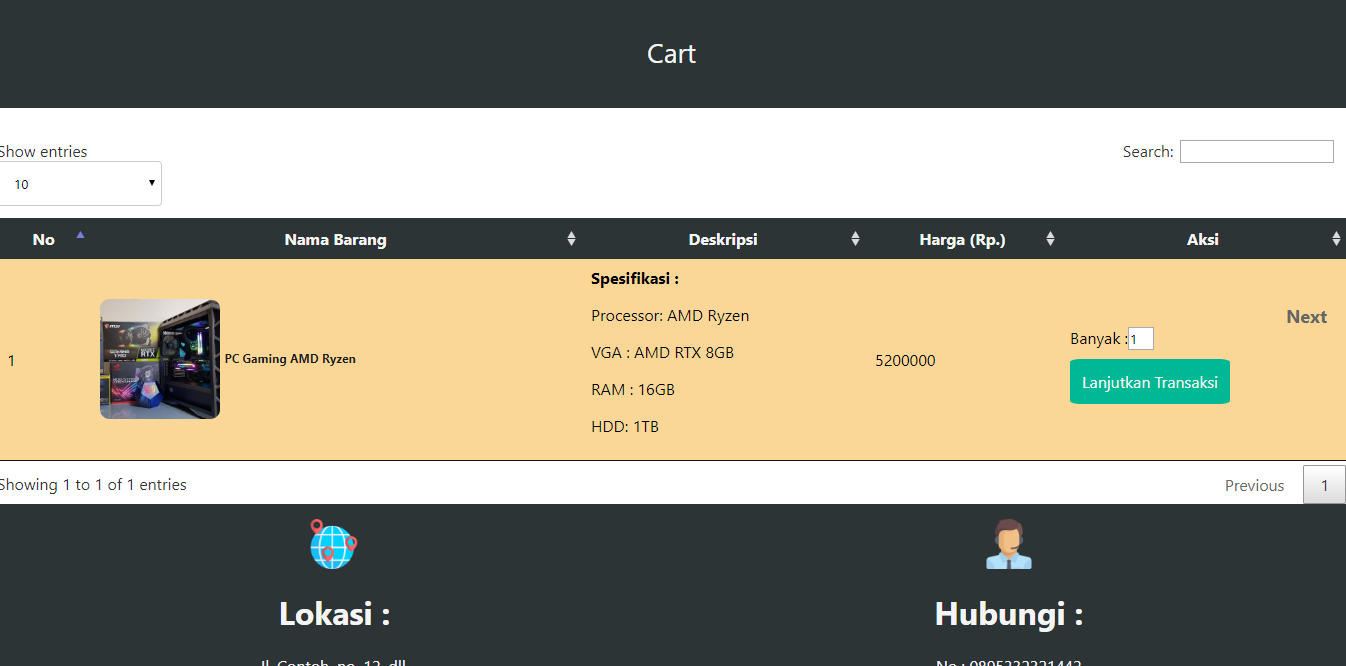 Cart
Show entries
Search:
10
No Nama Barang Deskripsi Harga (Rp.) Aksi
Spesifikasi :
Processor: AMD Ryzen
VGA : AMD RTX 8GB
RAM : 16GB
HDD: 1TB
1
PC Gaming AMD Ryzen
5200000
Banyak :1
Lanjutkan Transaksi
Next
Showing 1 to 1 of 1 entries
Previous 1
Lokasi :
Hubungi :
Jl. Contoh, no. 12, dll
No : 0895232321442